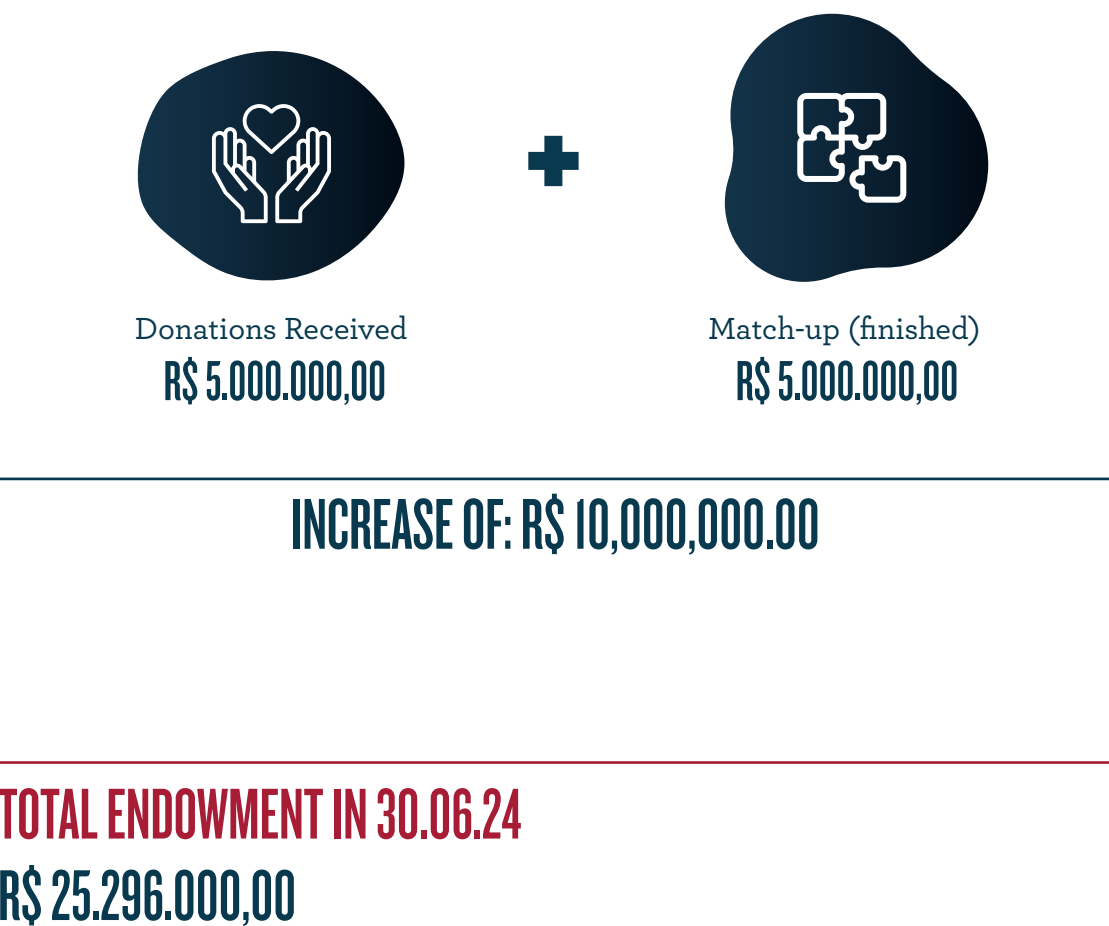 Donations Received
R$ 5.000.000,00
Match-up (finished)
R$ 5.000.000,00
INCREASE OF: R$ 10,000,000.00
TOTAL ENDOWMENT IN 30.06.24
R$ 25.296.000,00